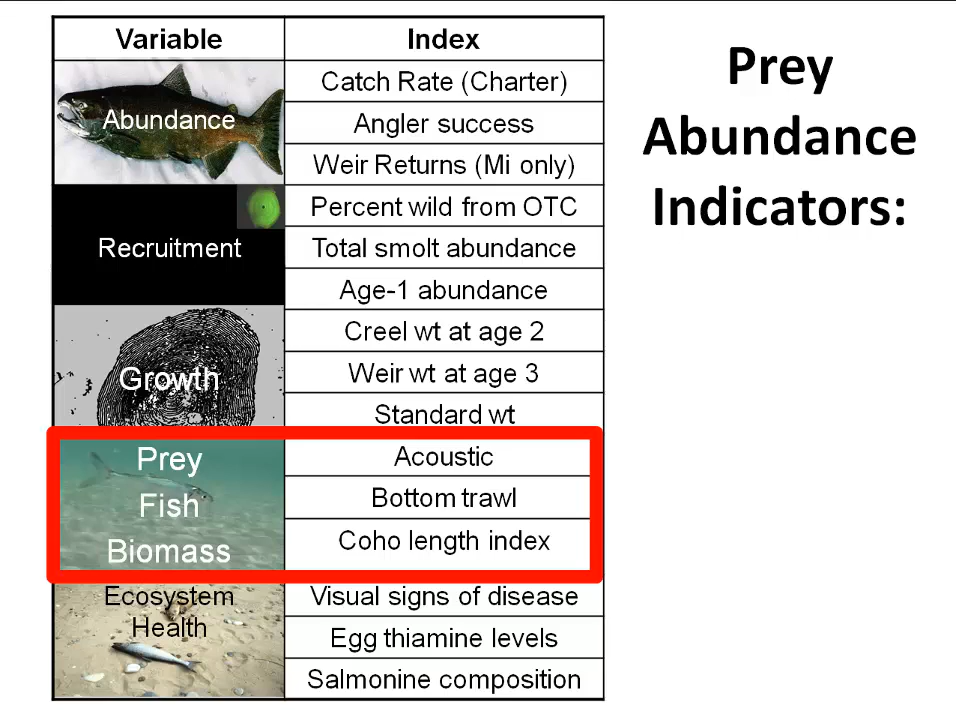 Variable
Index
Prey
Abundance
Indicators:
Abundance
Catch Rate (Charter)
Angler success
Weir Returns (Mi only)
Recruitment
Percent wild from OTC
Total smolt abundance
Age-1 abundance
Growth
Creel wt at age 2
Weir wt at age 3
Standard wt
Prey
Fish
Biomass
Acoustic
Bottom trawl
Coho length index
Ecosystem
Health
Visual signs of disease
Egg thiamine levels
Salmonine composition